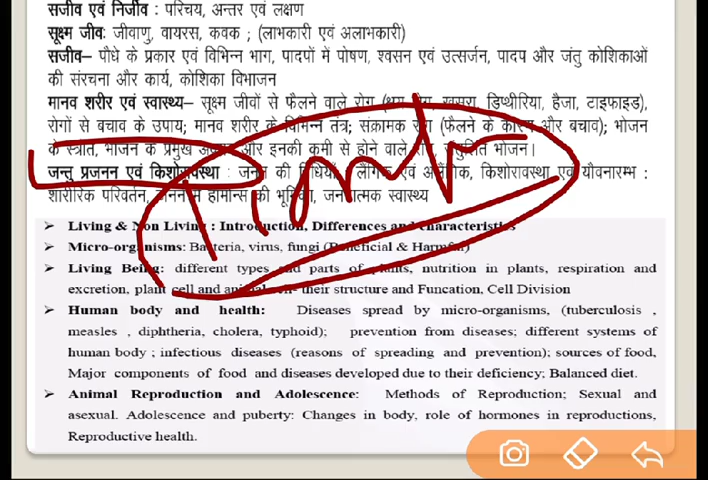 सजीव एवं निर्जीव : परिचय, अन्तर एवं लक्षण
सूक्ष्म जीव: जीवाणु, वायरस, कवक ; (लाभकारी एवं अलाभकारी)
सजीव– पौधे के प्रकार एवं विभिन्न भाग, पादपों में पोषण, श्वसन एवं उत्सर्जन, पादप और जंतु कोशिकाओं
की संरचना और कार्य, कोशिका विभाजन
मानव शरीर एवं स्वास्थ्य– सूक्ष्म जीवों से फैलने वाले रोग खसरा, डिप्थीरिया, हैजा, टाइफाइड),
रोगों से बचाव के उपाय; मानव शरीर के विभिन्न तंत्र; संक्रामक रोग (फैलने के कारण और बचाव); भोजन
के स्त्रोत, भोजन के प्रमुख और इनकी कमी से होने वाले भोजन।
जन्तु प्रजनन एवं किशोरावस्था : की लैंगिक एवं किशोरावस्था एवं यौवनारम्भ :
शारीरिक परिवर्तन, में हार्मोन्स की स्वास्थ्य
➢ Living & Non Living : Introduction, Differences and characteristics
➢ Micro-organisms: Bacteria, virus, fungi (Beneficial & Harmful)
➢ Living Being: different types and parts of plants, nutrition in plants, respiration and
excretion, plant cell and animal cell- their structure and Funcation, Cell Division
➢ Human body and health: Diseases spread by micro-organisms, (tuberculosis ,
measles , diphtheria, cholera, typhoid); prevention from diseases; different systems of
human body ; infectious diseases (reasons of spreading and prevention); sources of food,
Major components of food and diseases developed due to their deficiency; Balanced diet.
➢ Animal Reproduction and Adolescence: Methods of Reproduction; Sexual and
asexual. Adolescence and puberty: Changes in body, role of hormones in reproductions,
Reproductive health.